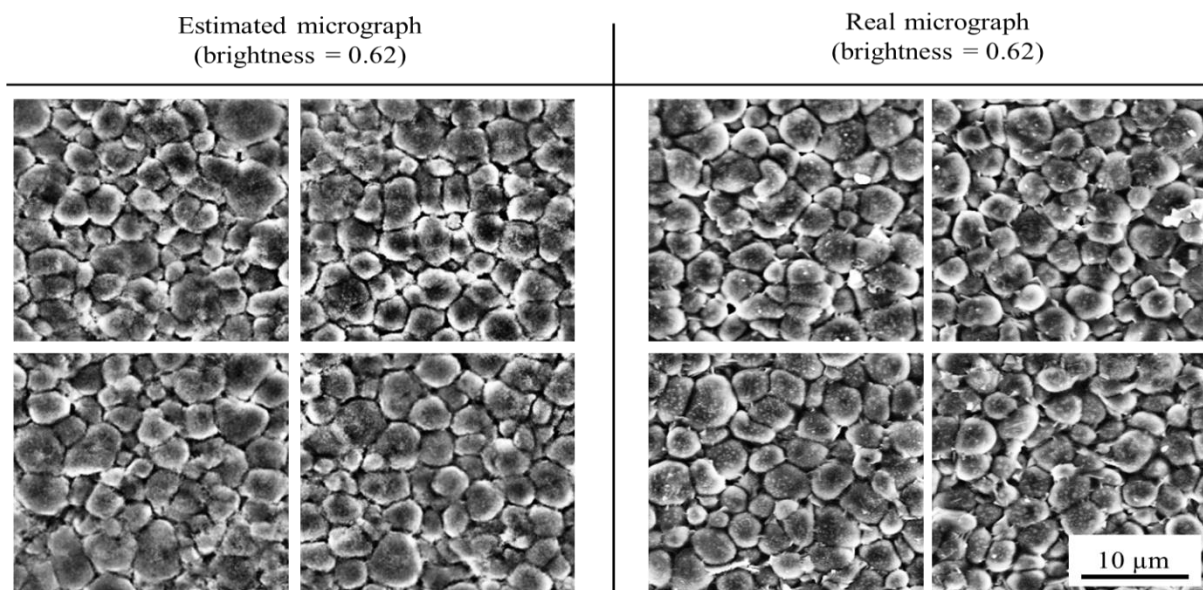 Estimated micrograph
(brightness = 0.62)
Real micrograph
(brightness = 0.62)
10 μm